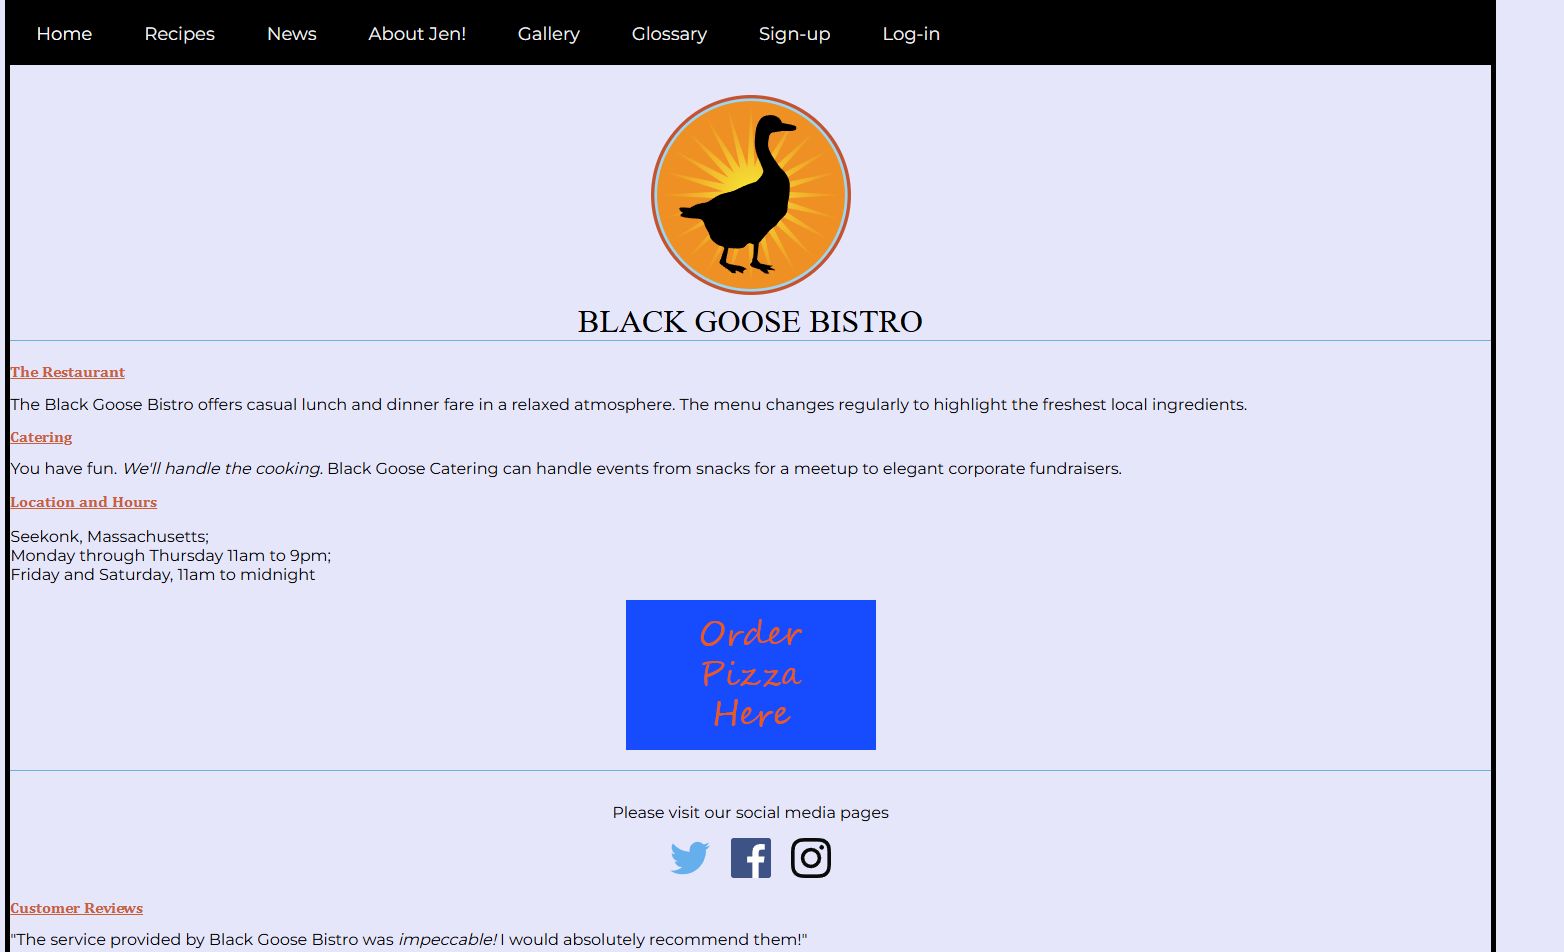 Home Recipes News About Jen! Gallery Glossary Sign-up Log-in
BLACK GOOSE BISTRO
The Restaurant
The Black Goose Bistro offers casual lunch and dinner fare in a relaxed atmosphere. The menu changes regularly to highlight the freshest local ingredients.
Catering
You have fun. We'll handle the cooking. Black Goose Catering can handle events from snacks for a meetup to elegant corporate fundraisers.
Location and Hours
Seekonk, Massachusetts;
Monday through Thursday 11am to 9pm;
Friday and Saturday, 11am to midnight
Order
Pizza
Here
Please visit our social media pages
Customer Reviews
"The service provided by Black Goose Bistro was impeccable! I would absolutely recommend them!"